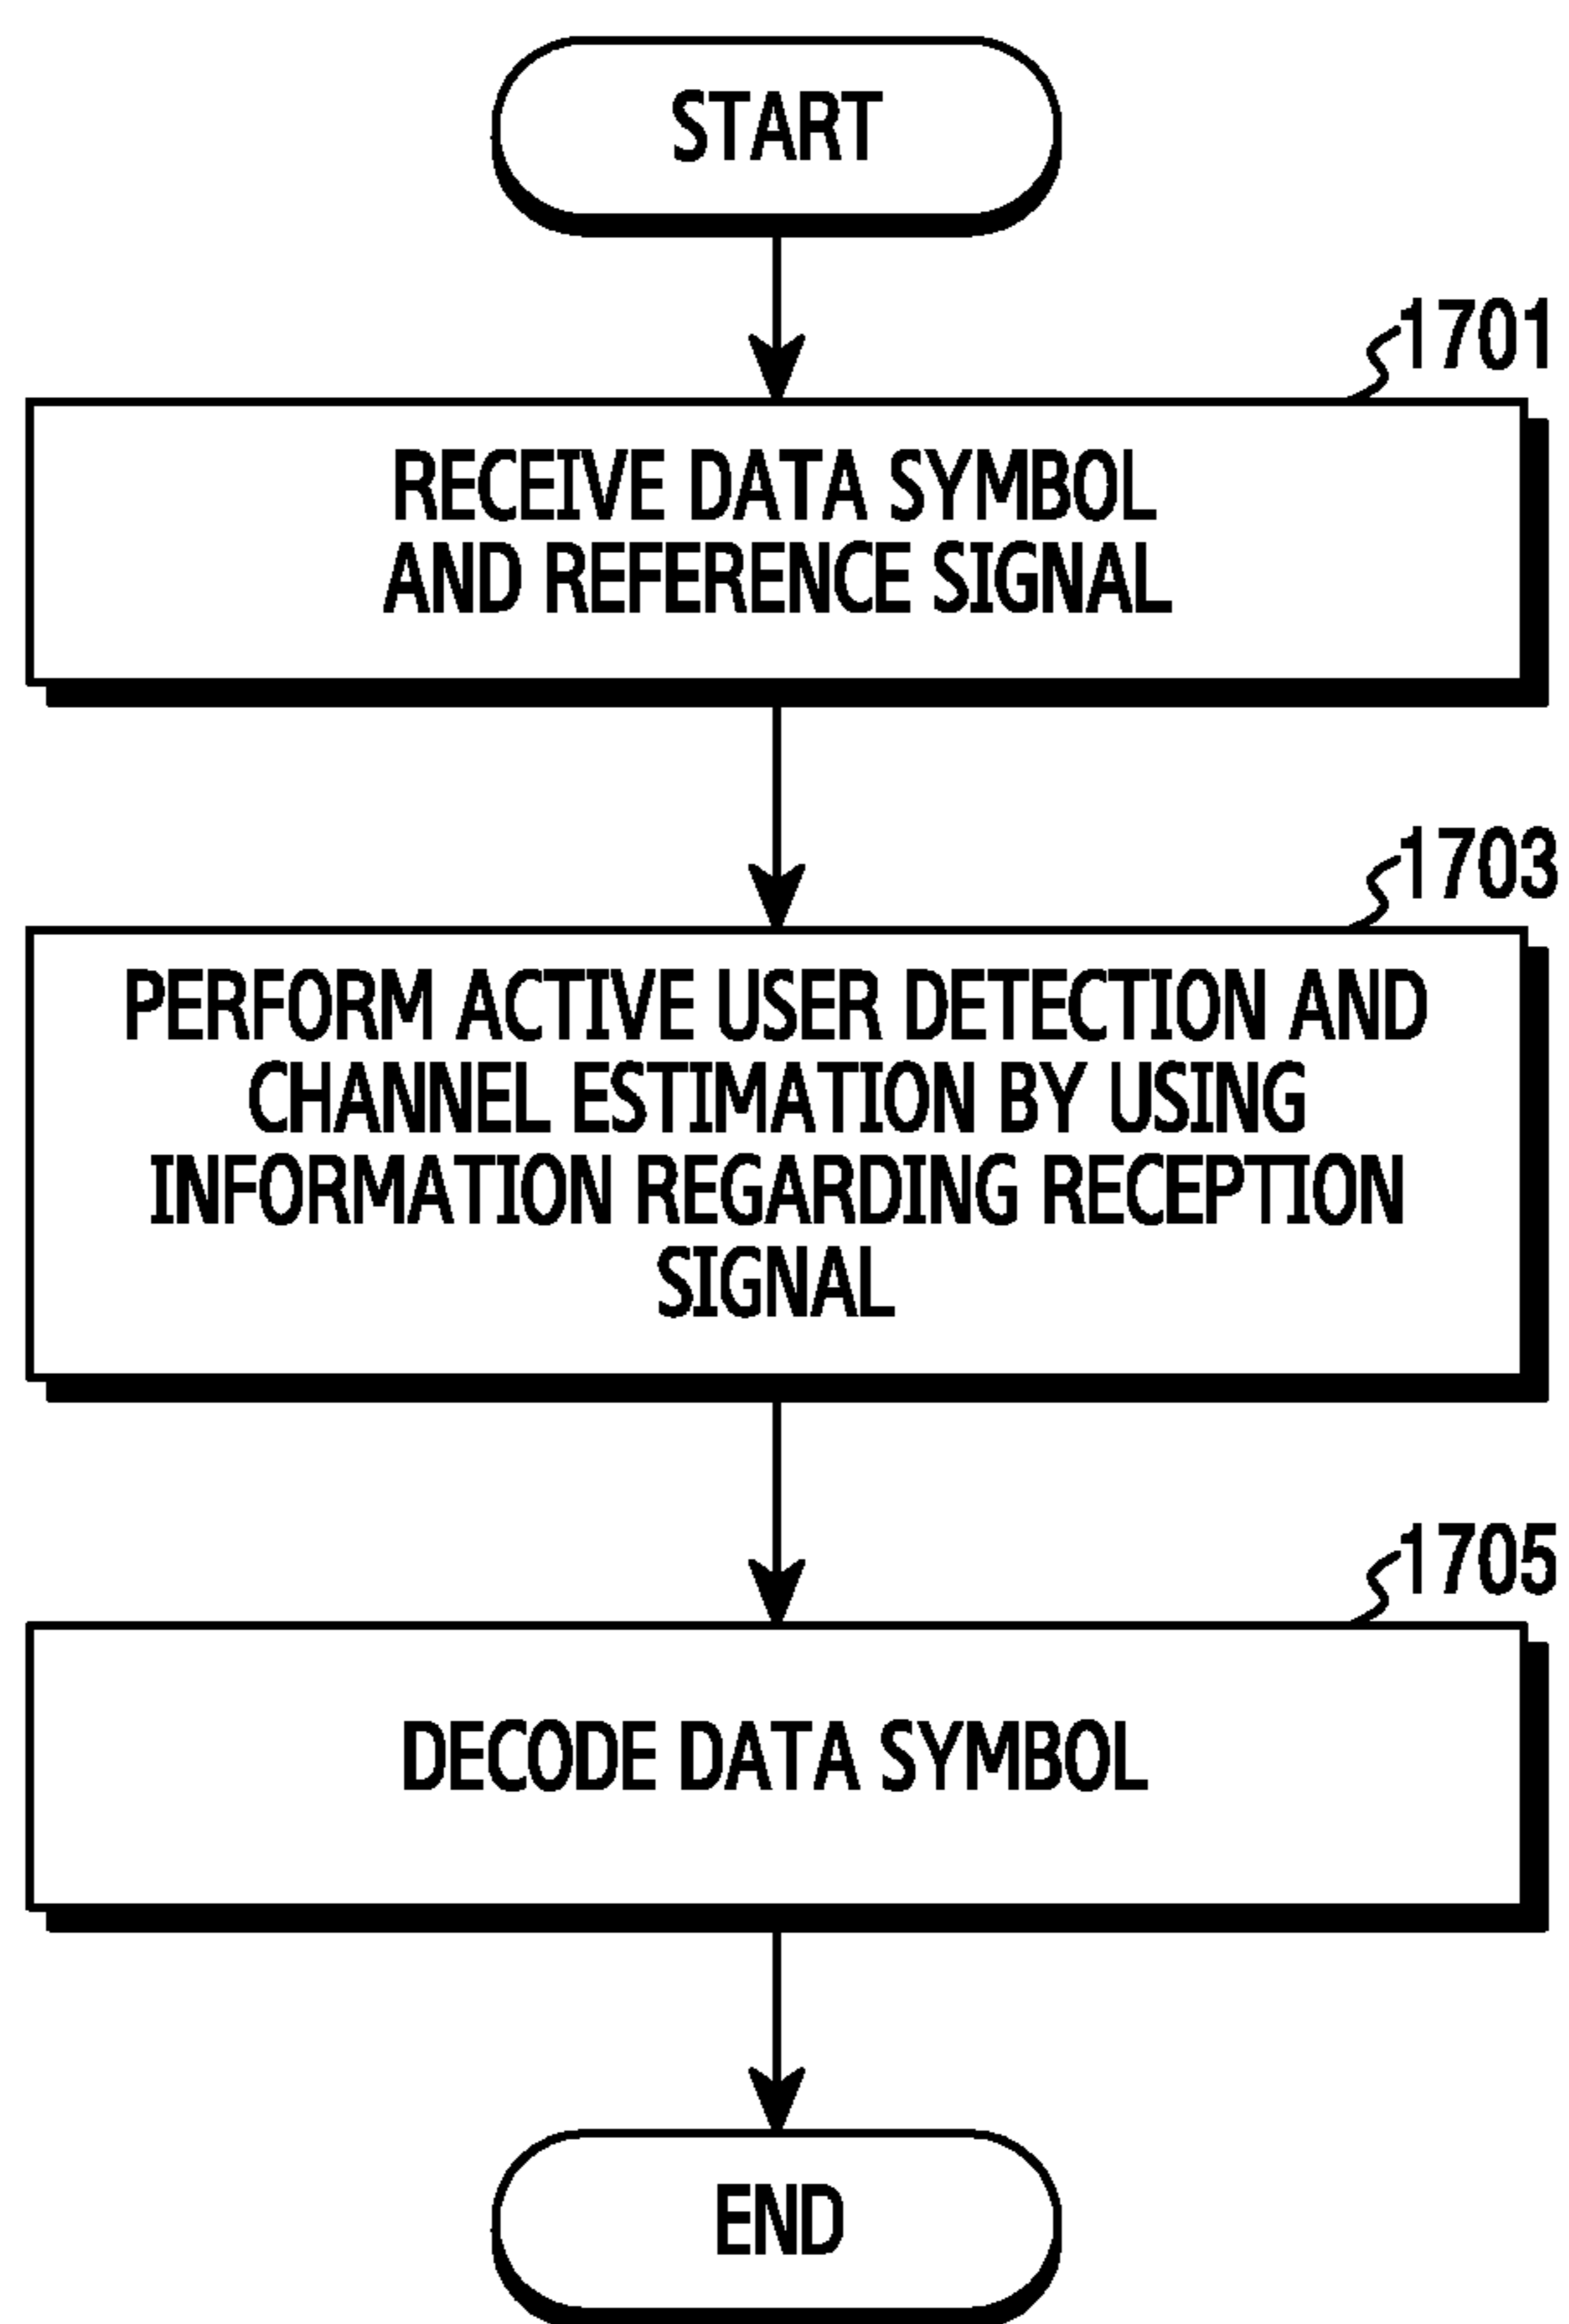 START
1701
RECEIVE DATA SYMBOL
AND REFERENCE SIGNAL
1703
PERFORM ACTIVE USER DETECTION AND
CHANNEL ESTIMATION BY USING
INFORMATION REGARDING RECEPTION
SIGNAL
1705
DECODE DATA SYMBOL
END